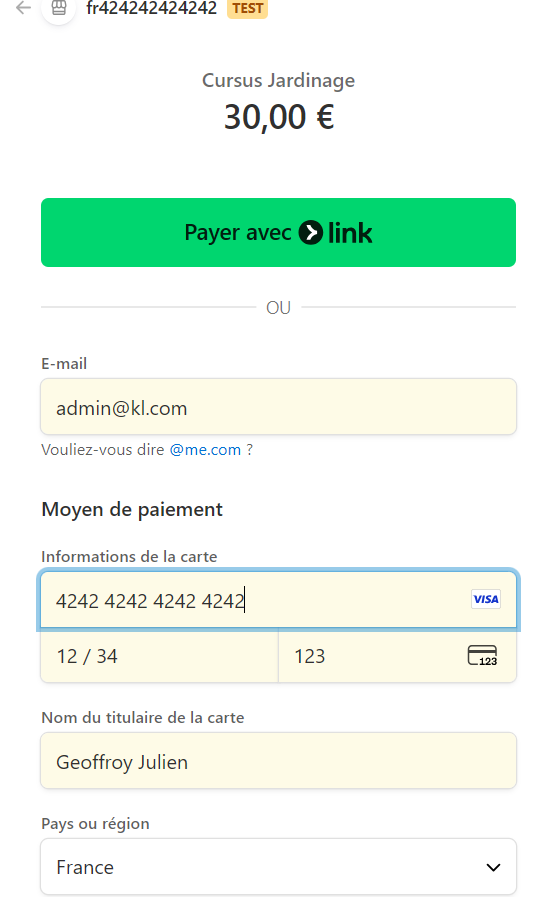 fr424242424242 TEST
Cursus Jardinage
30,00 €
Payer avec link
OU
E-mail
admin@kl.com
Vouliez-vous dire @me.com ?
Moyen de paiement
Informations de la carte
4242 4242 4242 4242 VISA
12 / 34 123 123
Nom du titulaire de la carte
Geoffroy Julien
Pays ou région
France